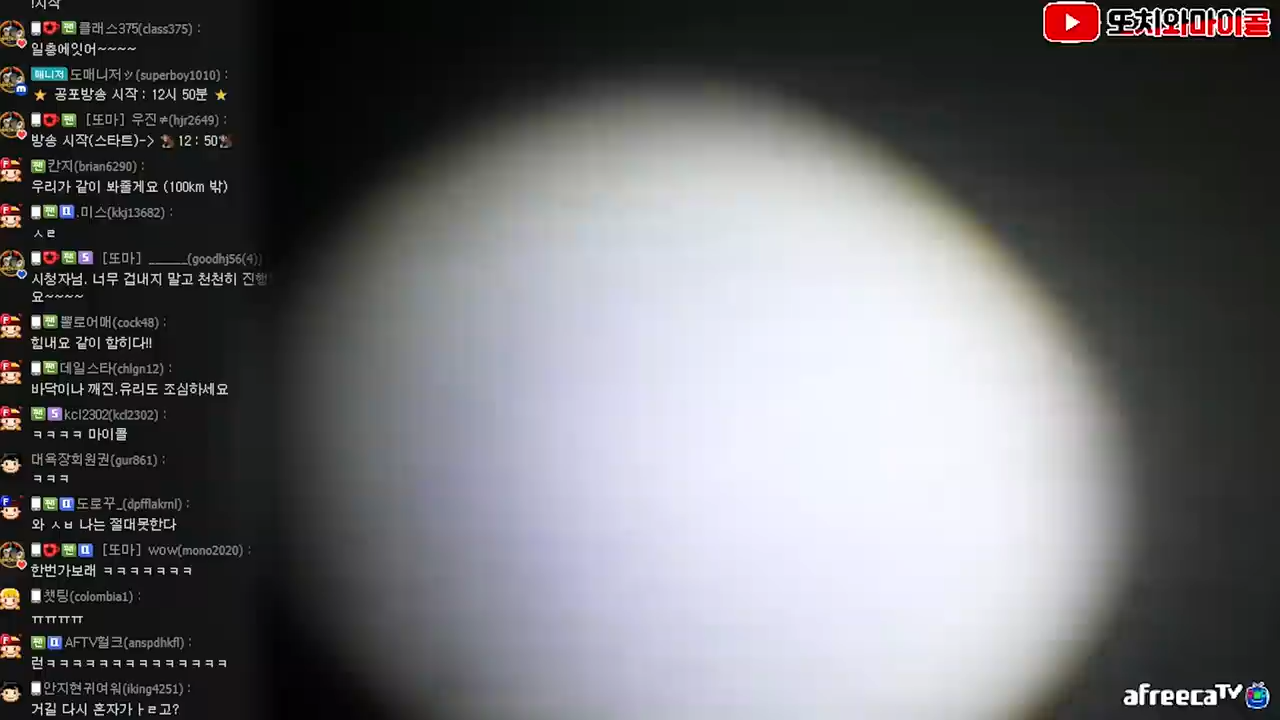 !시작
클래스375(class375) :
일층에잇어~~~~
매니저 도매니저ッ(superboy1010) :
★ 공포방송 시작 : 12시 50분 ★
팬 [또마] 우진≠(hjr2649) :
방송 시작(스타트)-> 12 : 50
팬 칸지(brian6290) :
우리가 같이 봐줄게요 (100km 밖)
팬 .미스(kkj13682) :
ㅅㄹ
팬 S [또마] ______(goodhj56(4))
시청자님. 너무 겁내지 말고 천천히 진행
요~~~~
팬 뿔로어매(cock48) :
힘내요 같이 함히다!!
팬 데일스타(chlgn12) :
바닥이나 깨진.유리도 조심하세요
팬 S kcl2302(kcl2302) :
ㅋㅋㅋㅋ 마이콜
대욕장회원권(gur861) :
ㅋㅋㅋ
팬 도로꾸_(dpfflakrnl) :
와 ㅅㅂ 나는 절대못한다
팬 [또마] wow(mono2020) :
한번가보래 ㅋㅋㅋㅋㅋㅋㅋ
챗팅(colombia1) :
ㅠㅠㅠㅠ
팬 AFTV헐크(anspdhkfl) :
런ㅋㅋㅋㅋㅋㅋㅋㅋㅋㅋㅋㅋㅋㅋ
안지현귀여워(iking4251) :
거길 다시 혼자가ㅏㄹ고?
또치와마이콜
afreecaTV